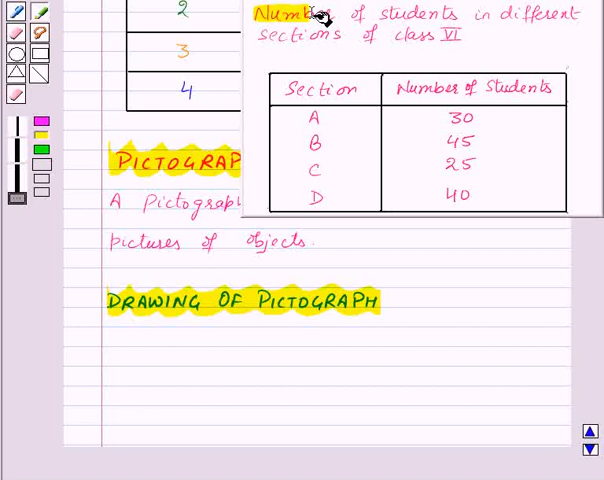 2
3
4
Number of students in different
sections of class VI
Section Number of Students
A 30
B 45
C 25
D 40
PICTOGRAP
A Pictograph
pictures of objects.
DRAWING OF PICTOGRAPH